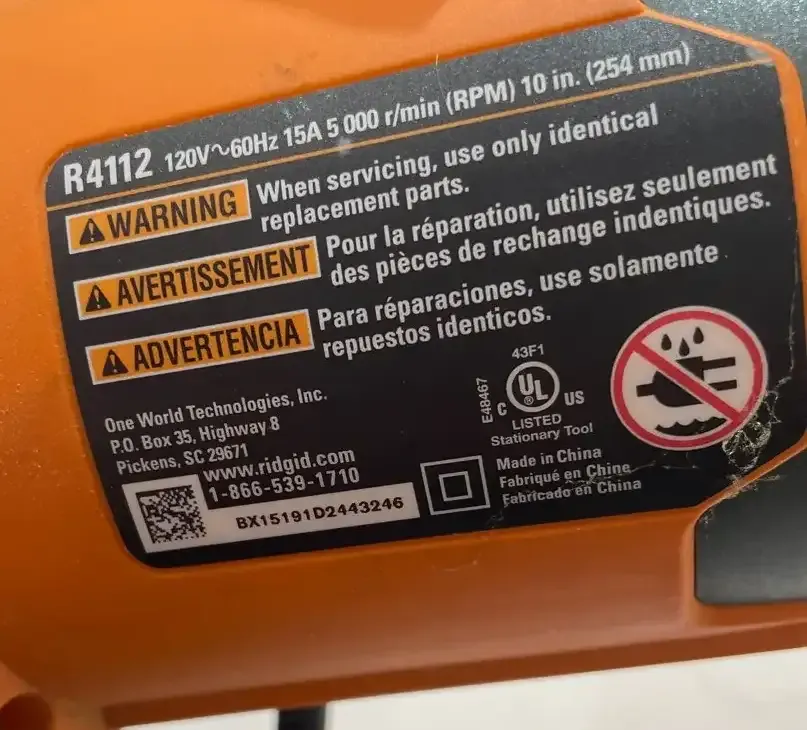 R4112 120V~60Hz 15A 5 000 r/min (RPM) 10 in. (254 mm)
WARNING When servicing, use only identical
replacement parts.
AVERTISSEMENT Pour la réparation, utilisez seulement
des pièces de rechange indentiques.
ADVERTENCIA Para réparaciones, use solamente
repuestos identicos.
One World Technologies, Inc.
P.O. Box 35, Highway 8
Pickens, SC 29671
www.ridgid.com
1-866-539-1710
BX15191D2443246
43F1
E48467
C UL ® US
LISTED
Stationary Tool
Made in China
Fabriqué en Chine
Fabricado en China